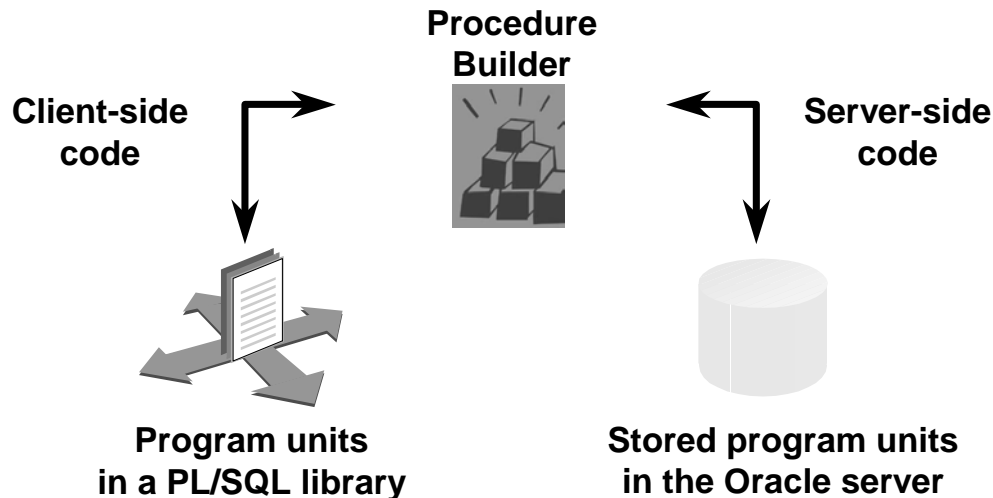 Procedure
Builder
Client-side
code
Server-side
code
Program units
in a PL/SQL library
Stored program units
in the Oracle server